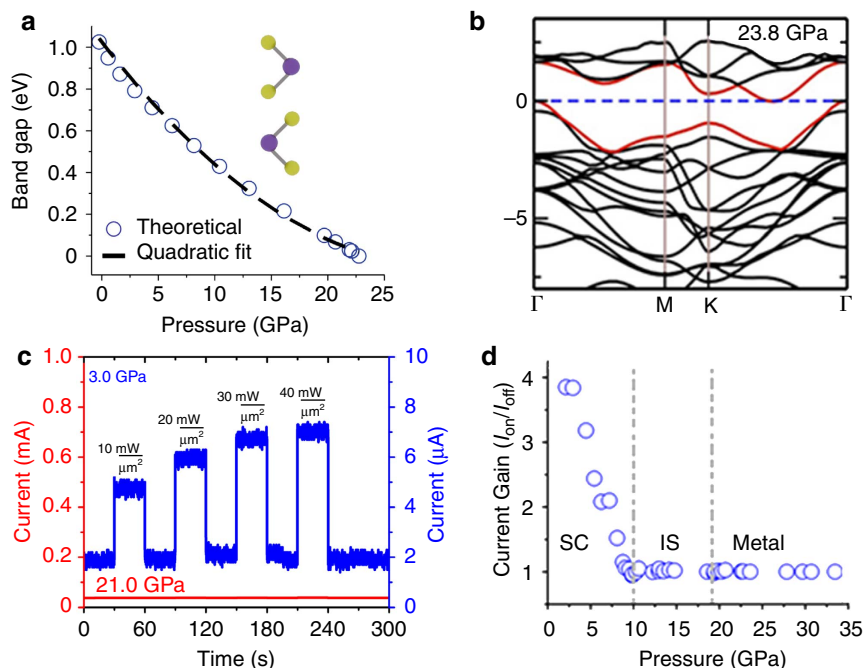 a
Band gap (eV)
1.0
0.8
0.6
0.4
0.2
0
Theoretical
Quadratic fit
0 5 10 15 20 25
Pressure (GPa)
b
23.8 GPa
0
−5
Γ M K Γ
c
3.0 GPa
10 mW/μm²
20 mW/μm²
30 mW/μm²
40 mW/μm²
21.0 GPa
Current (mA)
1.0
0.8
0.6
0.4
0.2
0
Current (μA)
10
8
6
4
2
0
0 60 120 180 240 300
Time (s)
d
Current Gain (Ion/Ioff)
4
3
2
1
SC IS Metal
0 5 10 15 20 25 30 35
Pressure (GPa)